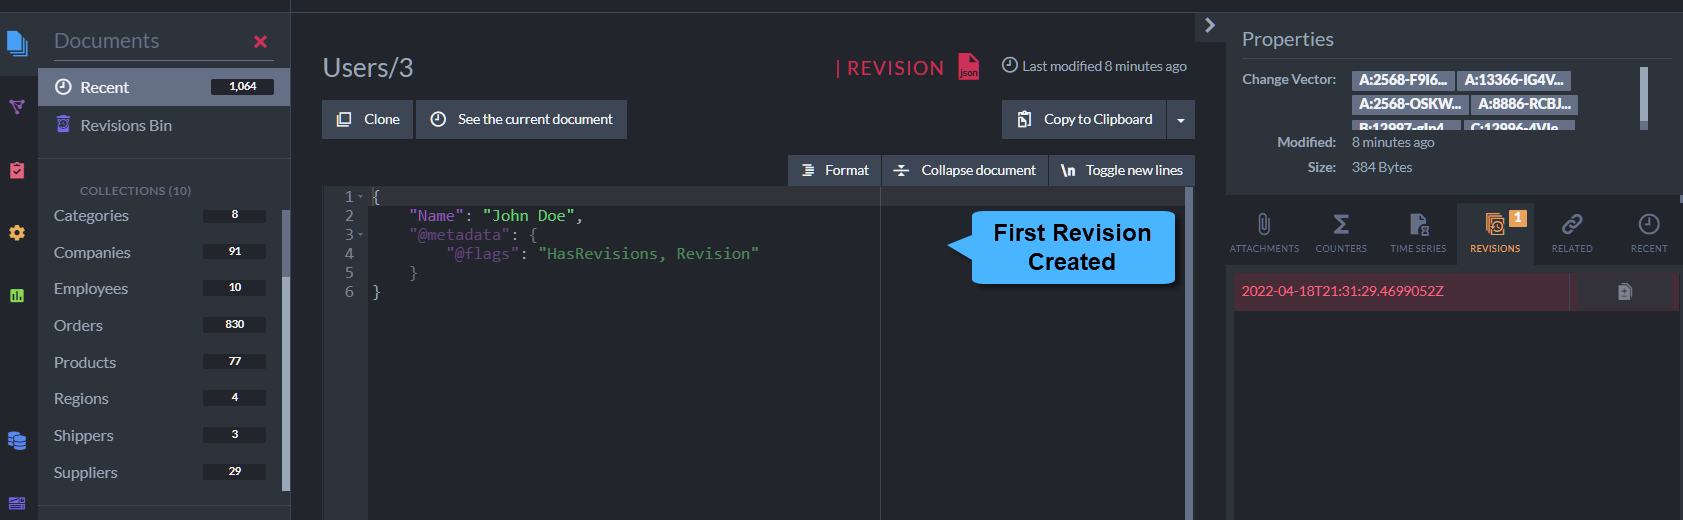 Documents
Recent 1,064
Revisions Bin
COLLECTIONS (10)
Categories 8
Companies 91
Employees 10
Orders 830
Products 77
Regions 4
Shippers 3
Suppliers 29
Users/3
| REVISION json Last modified 8 minutes ago
Clone See the current document Copy to Clipboard
Format Collapse document \n Toggle new lines
1 {
2 "Name": "John Doe",
3 "@metadata": {
4 "@flags": "HasRevisions, Revision"
5 }
6 }
First Revision
Created
Properties
Change Vector: A:2568-F9I6... A:13366-IG4V...
A:2568-OSKW... A:8886-RCBJ...
Modified: 8 minutes ago
Size: 384 Bytes
ATTACHMENTS COUNTERS TIME SERIES REVISIONS 1 RELATED RECENT
2022-04-18T21:31:29.4699052Z